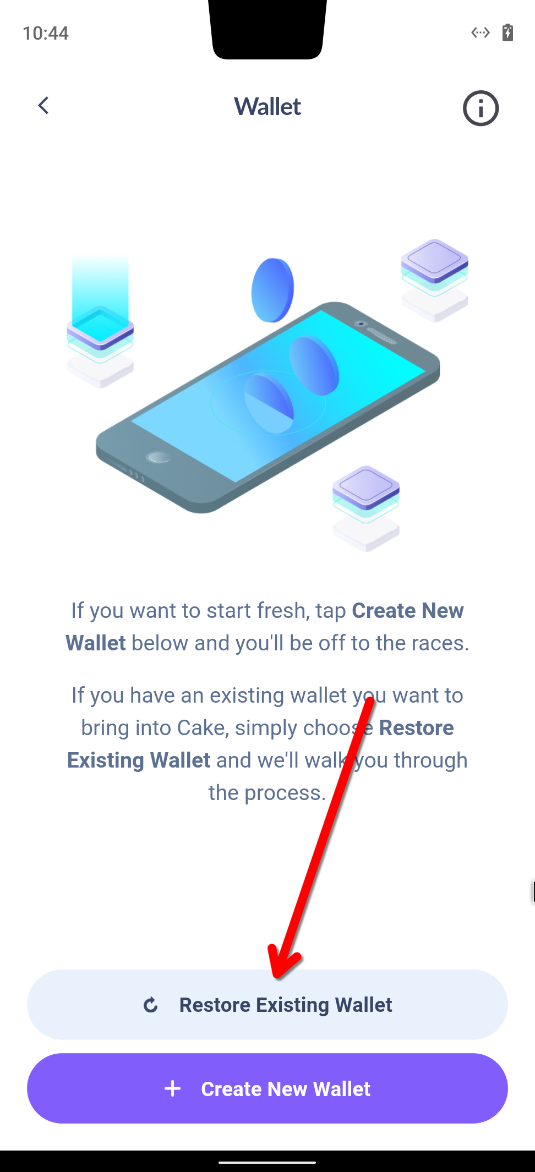 10:44
Wallet
If you want to start fresh, tap Create New
Wallet below and you'll be off to the races.
If you have an existing wallet you want to
bring into Cake, simply choose Restore
Existing Wallet and we'll walk you through
the process.
Restore Existing Wallet
Create New Wallet